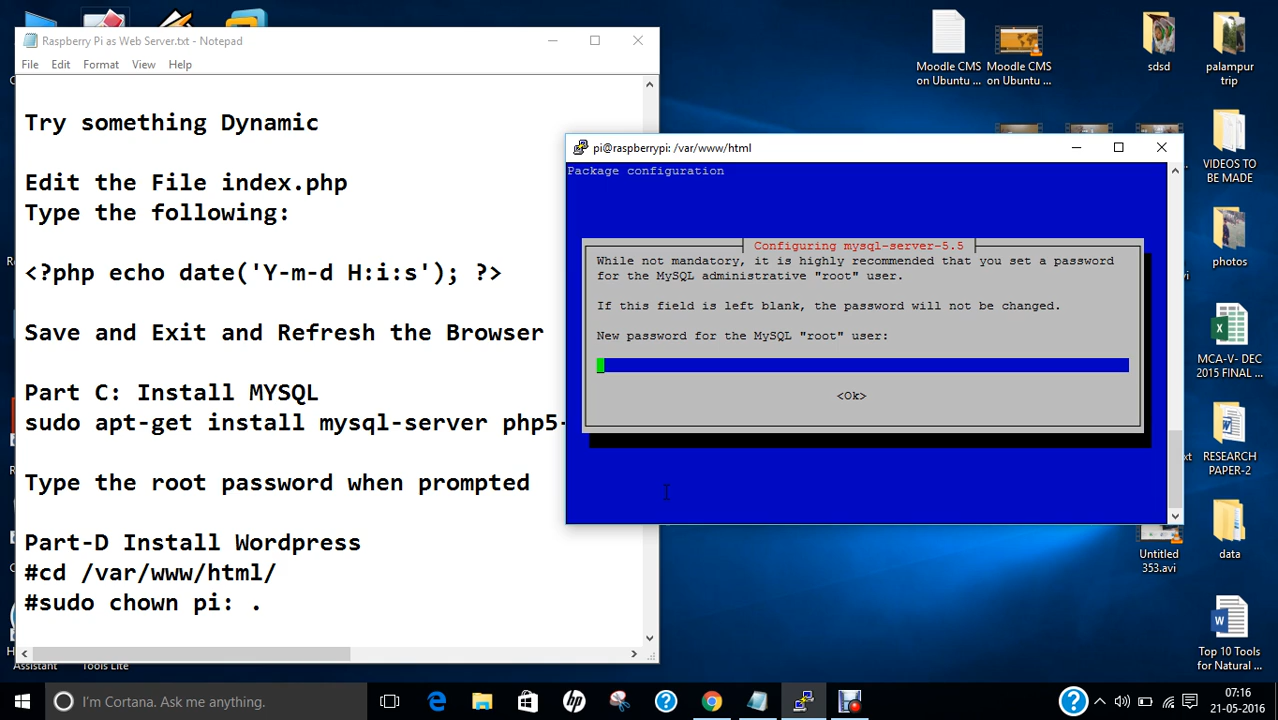 Raspberry Pi as Web Server.txt - Notepad
File Edit Format View Help
Try something Dynamic
Edit the File index.php
Type the following:
<?php echo date('Y-m-d H:i:s'); ?>
Save and Exit and Refresh the Browser
Part C: Install MYSQL
sudo apt-get install mysql-server php5-
Type the root password when prompted
Part-D Install Wordpress
#cd /var/www/html/
#sudo chown pi: .
pi@raspberrypi: /var/www/html
Package configuration
Configuring mysql-server-5.5
While not mandatory, it is highly recommended that you set a password
for the MySQL administrative "root" user.
If this field is left blank, the password will not be changed.
New password for the MySQL "root" user:
<Ok>
Moodle CMS
on Ubuntu ...
Moodle CMS
on Ubuntu ...
sdsd
palampur
trip
VIDEOS TO
BE MADE
photos
MCA-V- DEC
2015 FINAL ...
RESEARCH
PAPER-2
Untitled
353.avi
data
Top 10 Tools
for Natural ...
Assistant
Tools Lite
I'm Cortana. Ask me anything.
07:16
21-05-2016